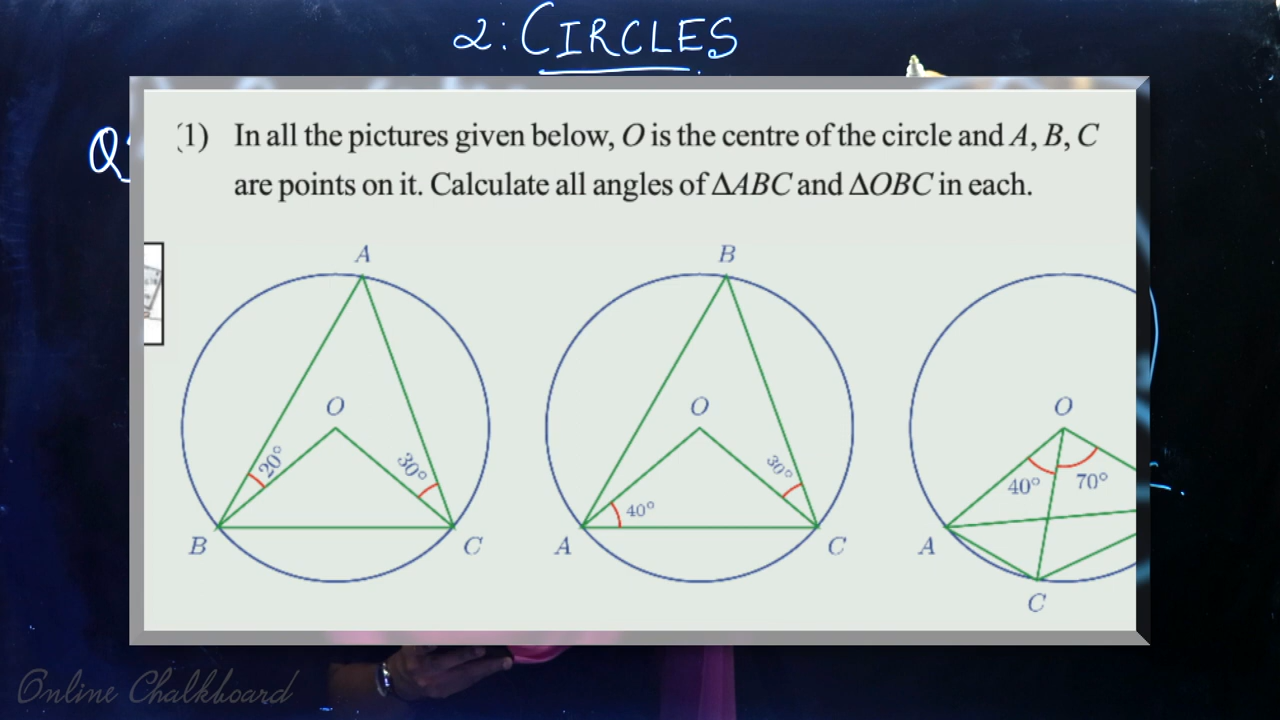 2: CIRCLES
Q
(1) In all the pictures given below, O is the centre of the circle and A, B, C
are points on it. Calculate all angles of ΔABC and ΔOBC in each.
A
O
20°
30°
B
C
B
O
30°
40°
A
C
O
40°
70°
A
C
Online Chalkboard